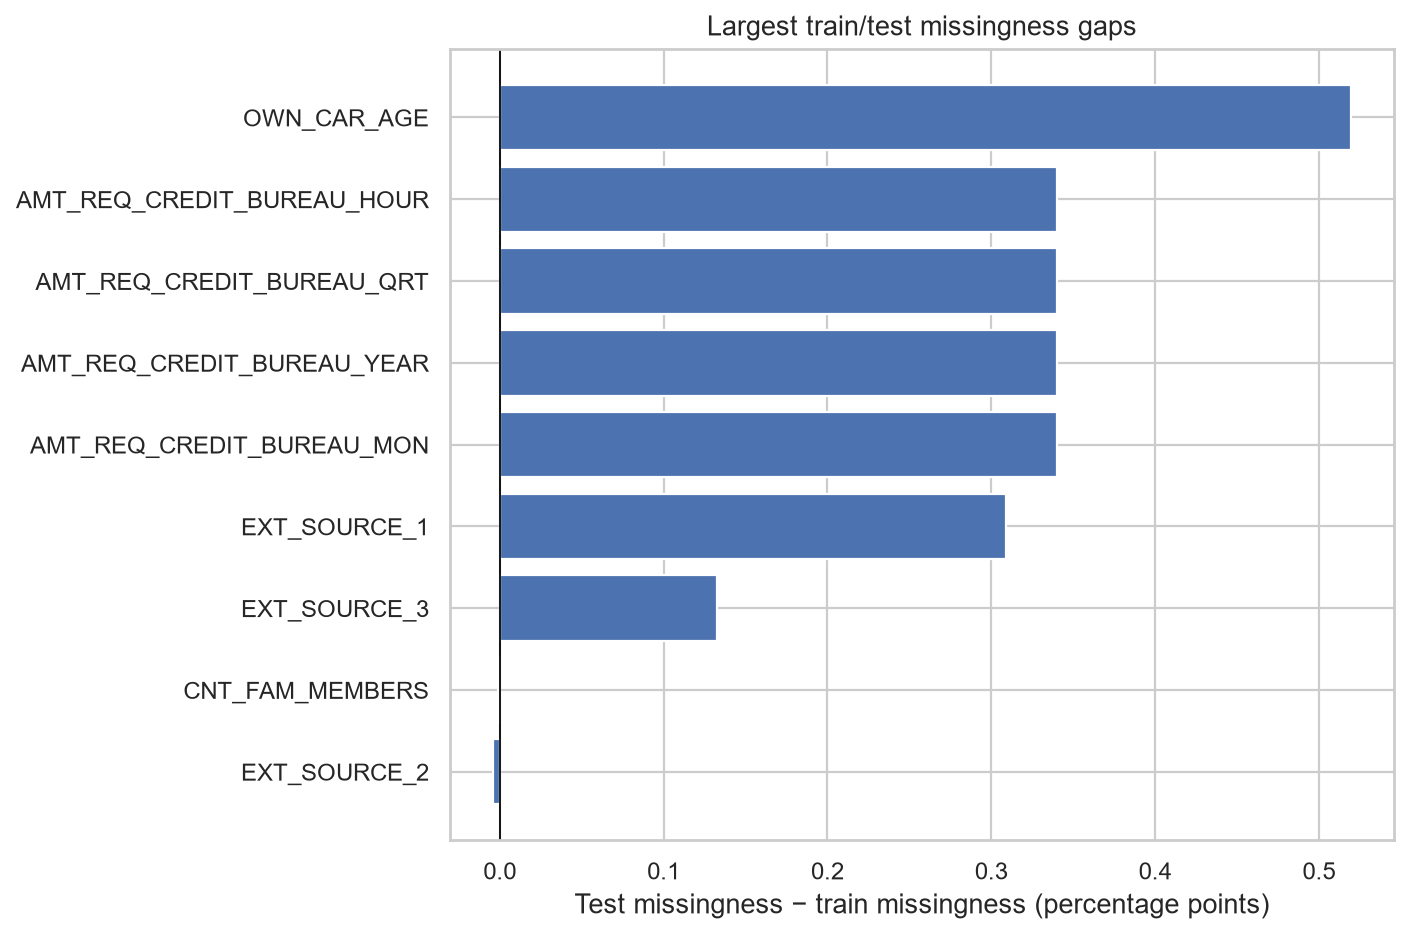 Largest train/test missingness gaps
OWN_CAR_AGE
AMT_REQ_CREDIT_BUREAU_HOUR
AMT_REQ_CREDIT_BUREAU_QRT
AMT_REQ_CREDIT_BUREAU_YEAR
AMT_REQ_CREDIT_BUREAU_MON
EXT_SOURCE_1
EXT_SOURCE_3
CNT_FAM_MEMBERS
EXT_SOURCE_2
0.0 0.1 0.2 0.3 0.4 0.5
Test missingness − train missingness (percentage points)